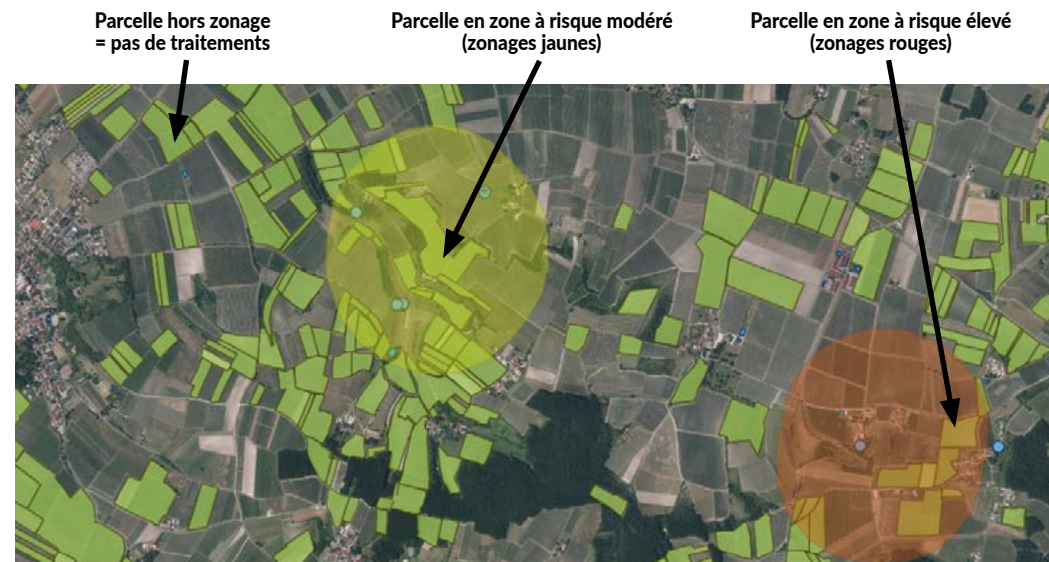 Parcelle hors zonage
= pas de traitements
Parcelle en zone à risque modéré
(zonages jaunes)
Parcelle en zone à risque élevé
(zonages rouges)